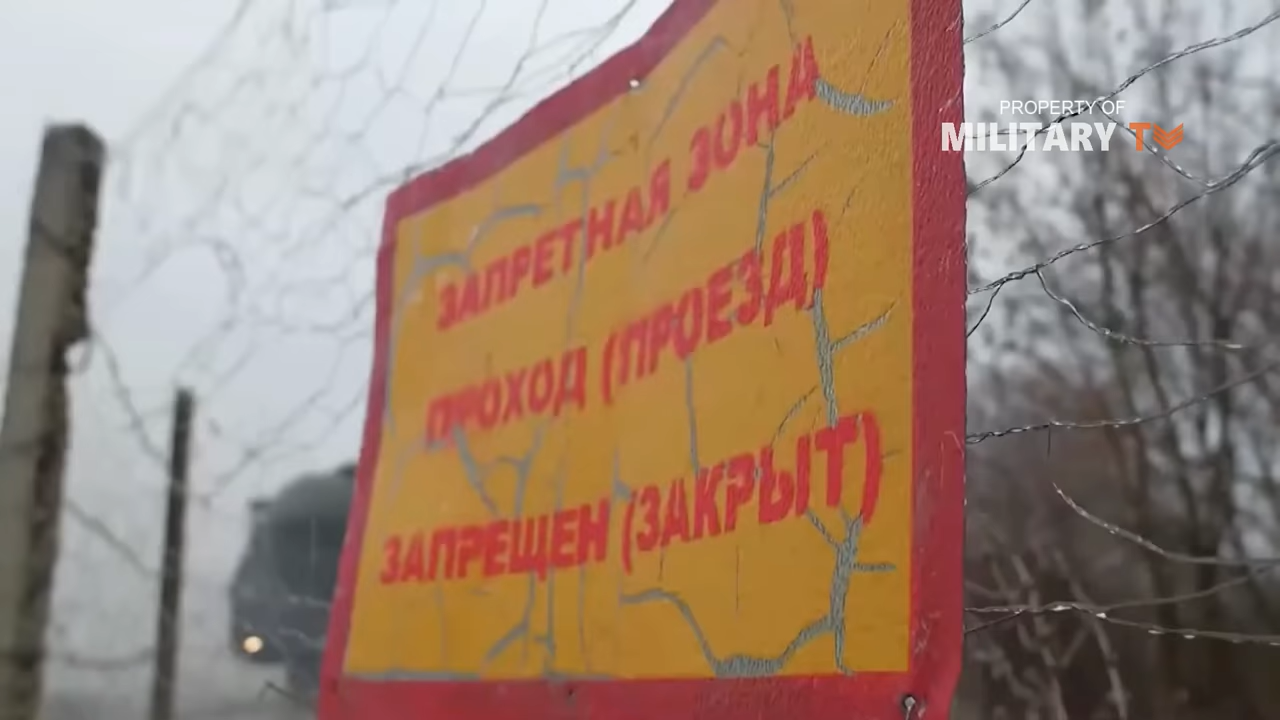 PROPERTY OF
MILITARY TV
ЗАПРЕТНАЯ ЗОНА
ПРОХОД (ПРОЕЗД)
ЗАПРЕЩЕН (ЗАКРЫТ)